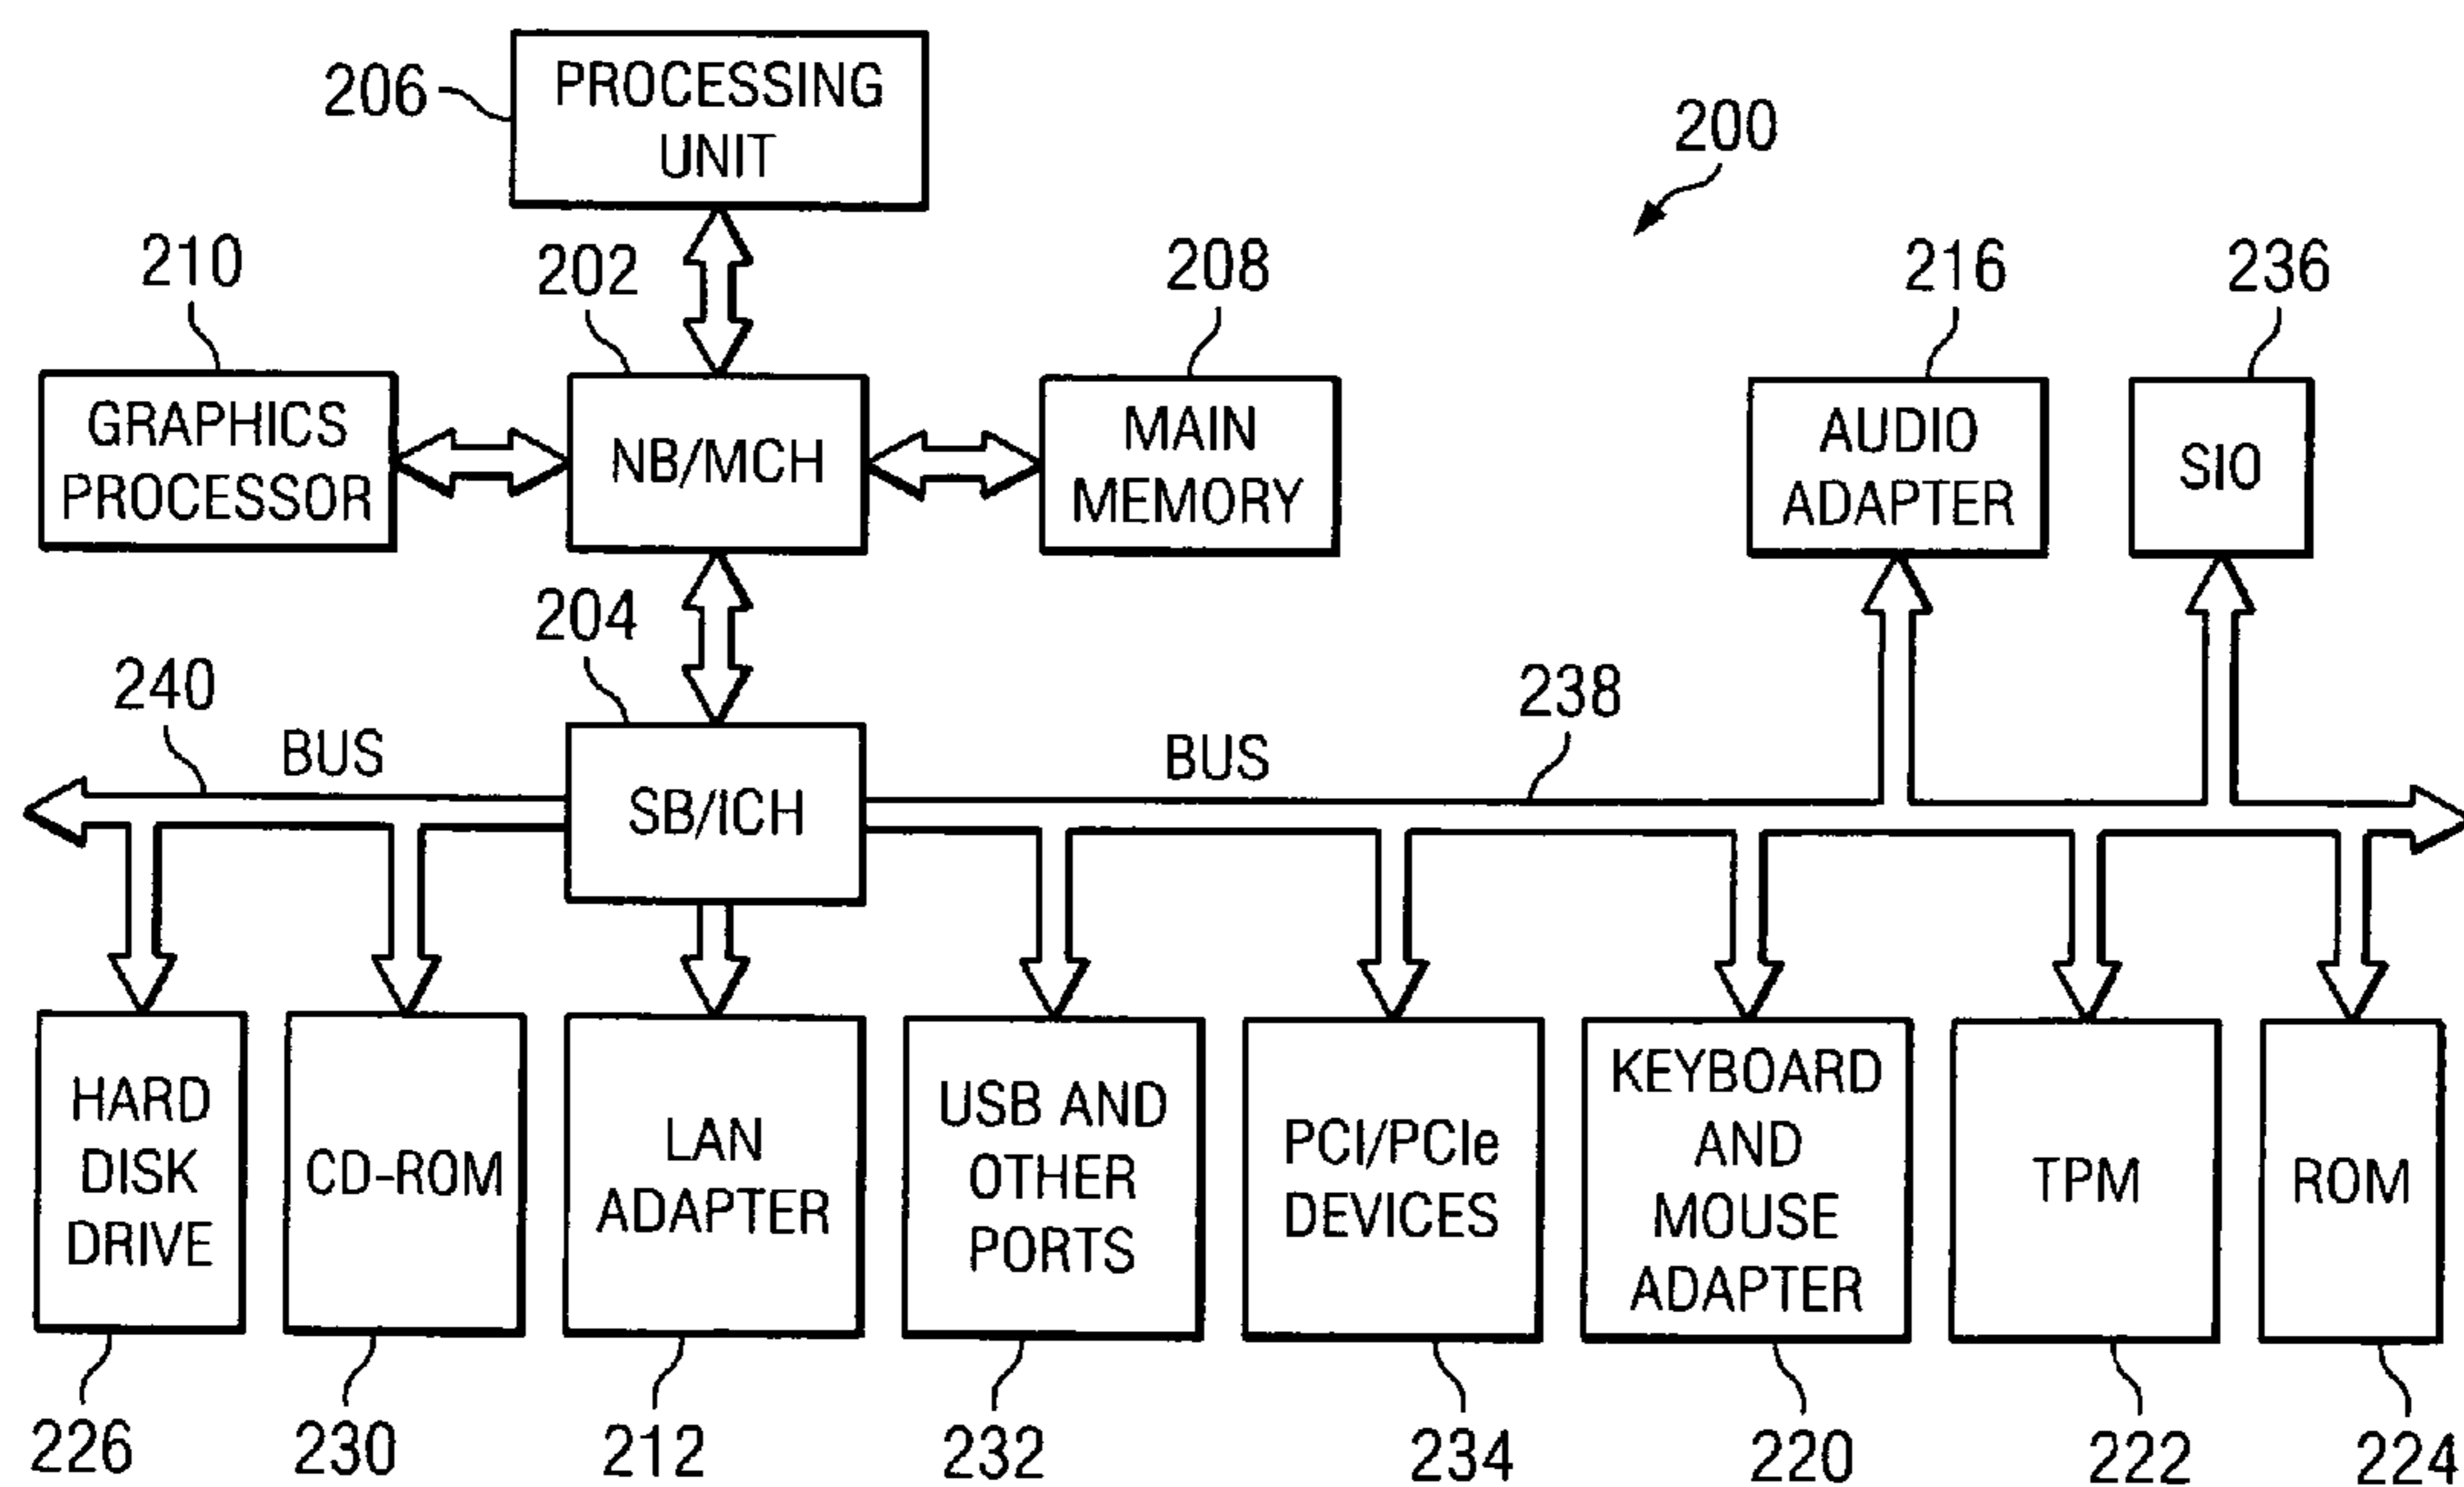 PROCESSING
UNIT
206
200
210
202
208
216
236
GRAPHICS
PROCESSOR
NB/MCH
MAIN
MEMORY
AUDIO
ADAPTER
SIO
204
240
238
BUS
BUS
SB/ICH
HARD
DISK
DRIVE
CD-ROM
LAN
ADAPTER
USB AND
OTHER
PORTS
PCI/PCIe
DEVICES
KEYBOARD
AND
MOUSE
ADAPTER
TPM
ROM
226
230
212
232
234
220
222
224